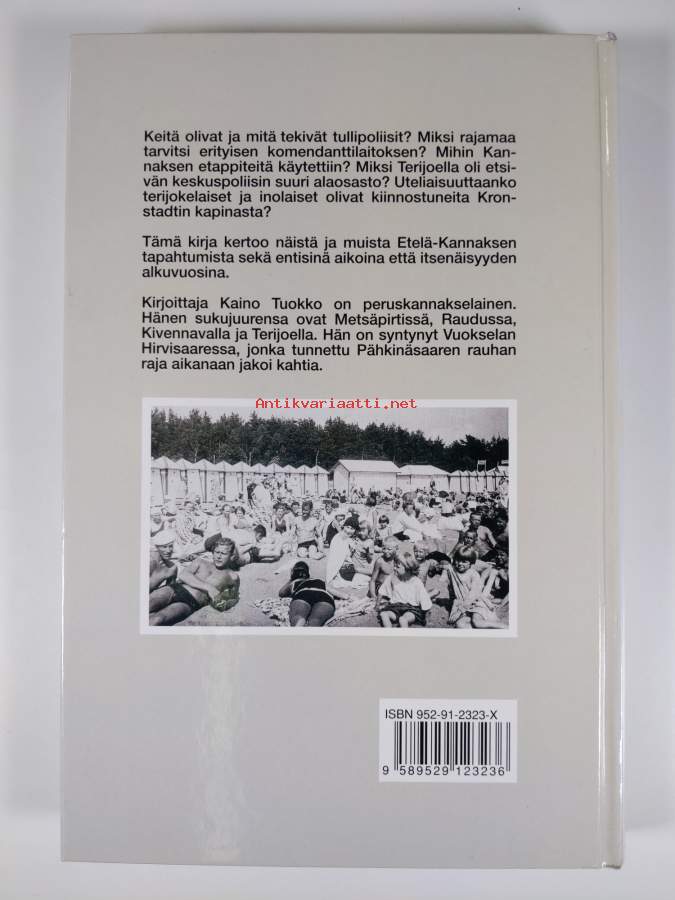 Keitä olivat ja mitä tekivät tullipoliisit? Miksi rajamaa
tarvitsi erityisen komendanttilaitoksen? Mihin Kan-
naksen etappiteitä käytettiin? Miksi Terijoella oli etsi-
vän keskuspoliisin suuri alaosasto? Uteliaisuuttaanko
terijokelaiset ja inolaiset olivat kiinnostuneita Kron-
stadtin kapinasta?
Tämä kirja kertoo näistä ja muista Etelä-Kannaksen
tapahtumista sekä entisinä aikoina että itsenäisyyden
alkuvuosina.
Kirjoittaja Kaino Tuokko on peruskannakselainen.
Hänen sukujuurensa ovat Metsäpirtissä, Raudussa,
Kivennavalla ja Terijoella. Hän on syntynyt Vuokselan
Hirvisaaressa, jonka tunnettu Pähkinäsaaren rauhan
raja aikanaan jakoi kahtia.
Antikvariaatti.net
ISBN 952-91-2323-X
9 589529 123236